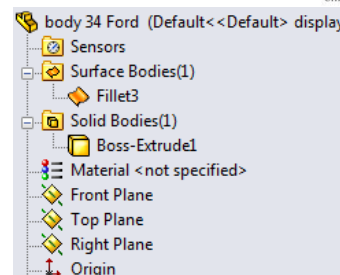 body 34 Ford (Default<<Default> display
Sensors
Surface Bodies(1)
Fillet3
Solid Bodies(1)
Boss-Extrude1
Material <not specified>
Front Plane
Top Plane
Right Plane
Origin